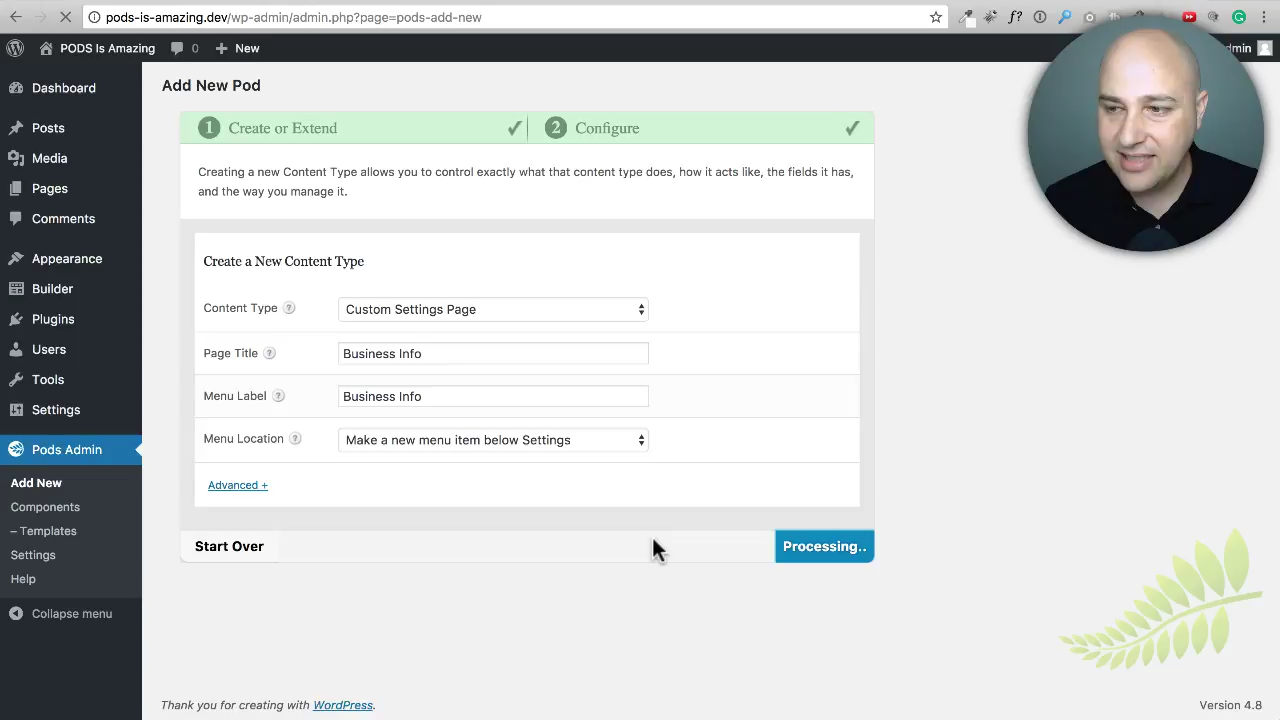 pods-is-amazing.dev/wp-admin/admin.php?page=pods-add-new
f?
PODS Is Amazing
0
New
Dashboard
Posts
Media
Pages
Comments
Appearance
Builder
Plugins
Users
Tools
Settings
Pods Admin
Add New
Components
– Templates
Settings
Help
Collapse menu
Add New Pod
1 Create or Extend
2 Configure
Creating a new Content Type allows you to control exactly what that content type does, how it acts like, the fields it has,
and the way you manage it.
Create a New Content Type
Content Type ?
Custom Settings Page
Page Title ?
Business Info
Menu Label ?
Business Info
Menu Location ?
Make a new menu item below Settings
Advanced +
Start Over
Processing..
Thank you for creating with WordPress.
Version 4.8